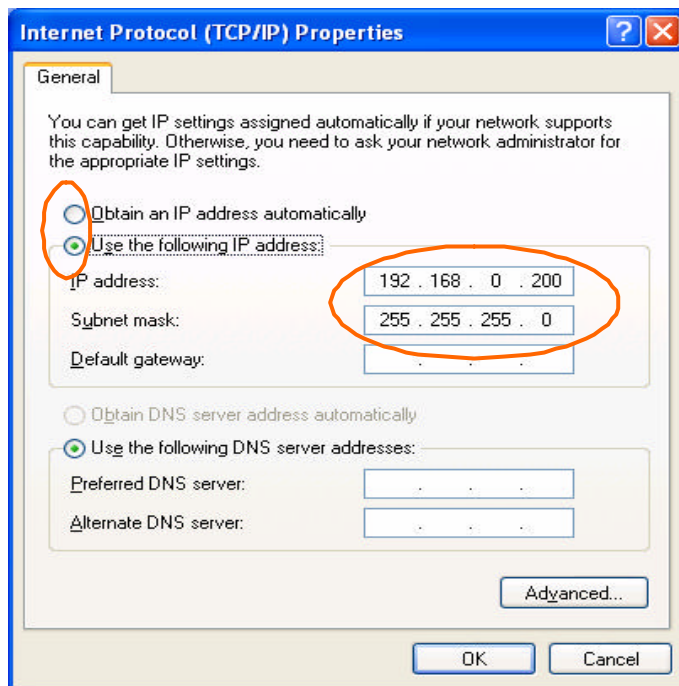 Internet Protocol (TCP/IP) Properties
General
You can get IP settings assigned automatically if your network supports
this capability. Otherwise, you need to ask your network administrator for
the appropriate IP settings.
Obtain an IP address automatically
Use the following IP address:
IP address: 192 . 168 . 0 . 200
Subnet mask: 255 . 255 . 255 . 0
Default gateway: . . .
Obtain DNS server address automatically
Use the following DNS server addresses:
Preferred DNS server: . . .
Alternate DNS server: . . .
Advanced...
OK Cancel